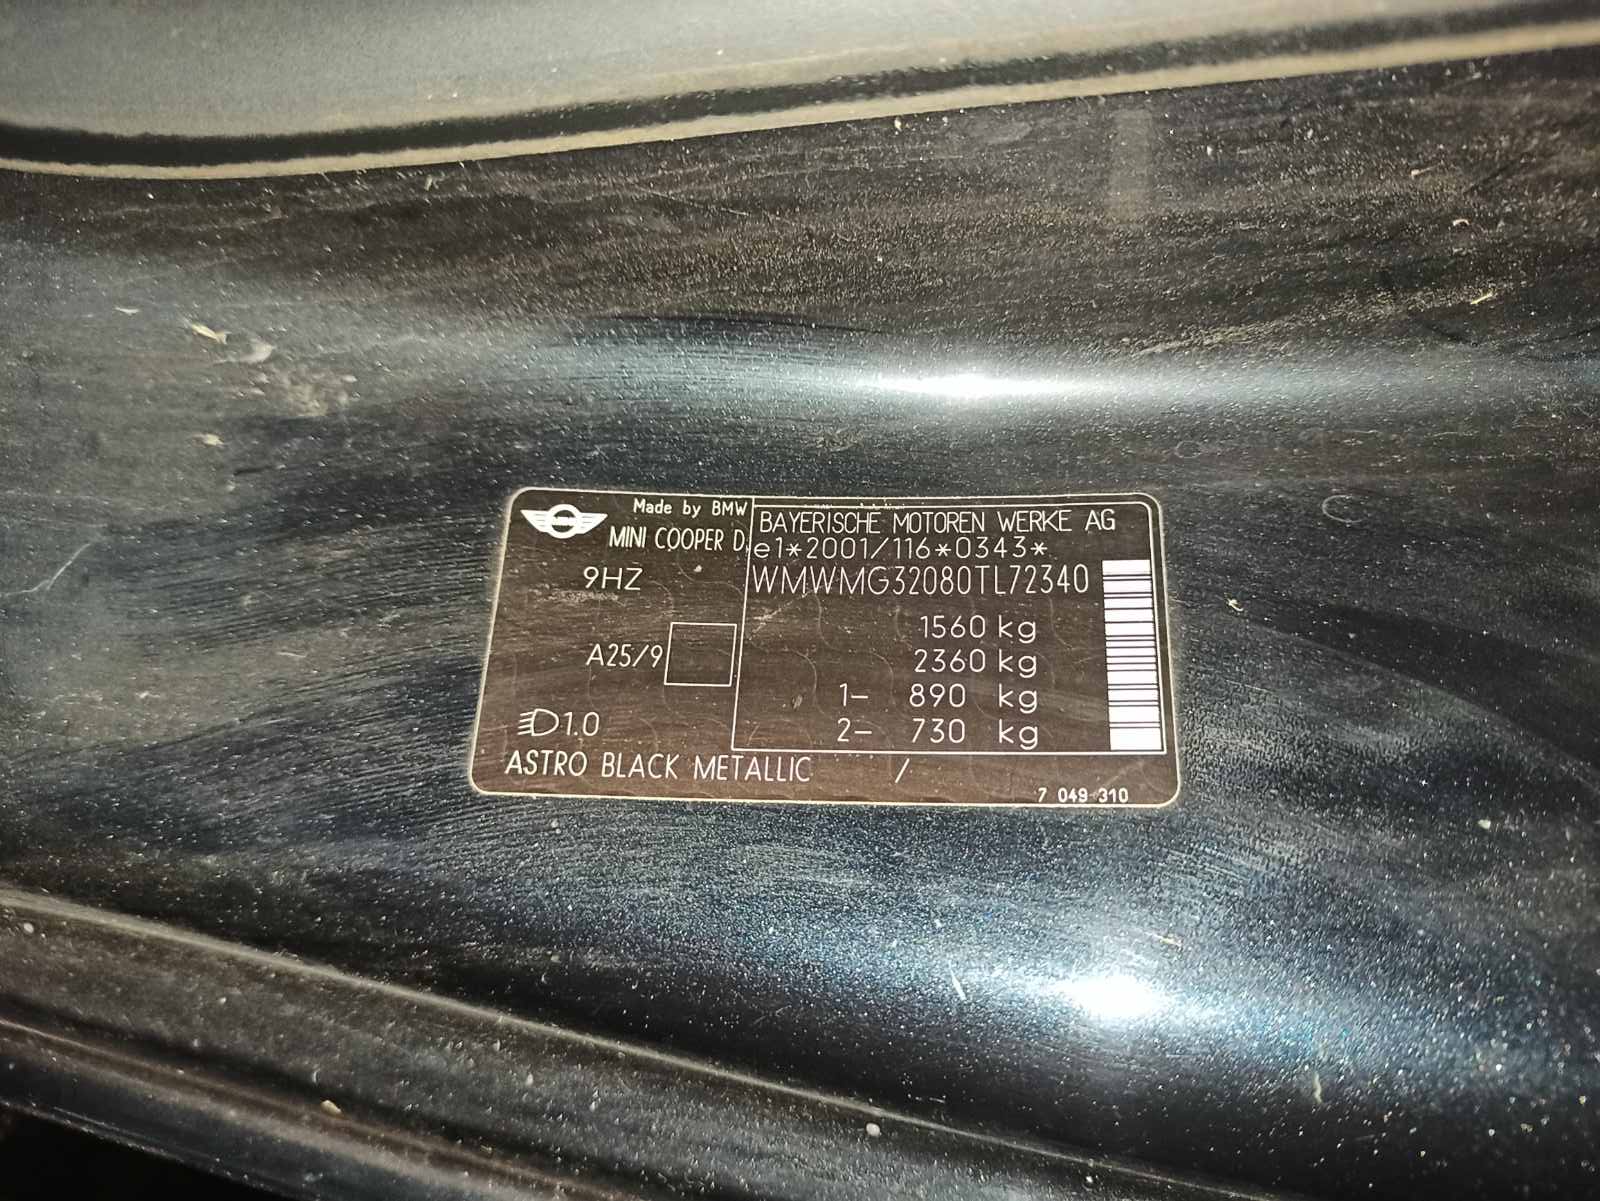 Made by BMW
MINI COOPER D
9HZ
A25/9
1.0
BAYERISCHE MOTOREN WERKE AG
e1*2001/116*0343*
WMWMG32080TL72340
1560 kg
2360 kg
1- 890 kg
2- 730 kg
ASTRO BLACK METALLIC /
7 049 310